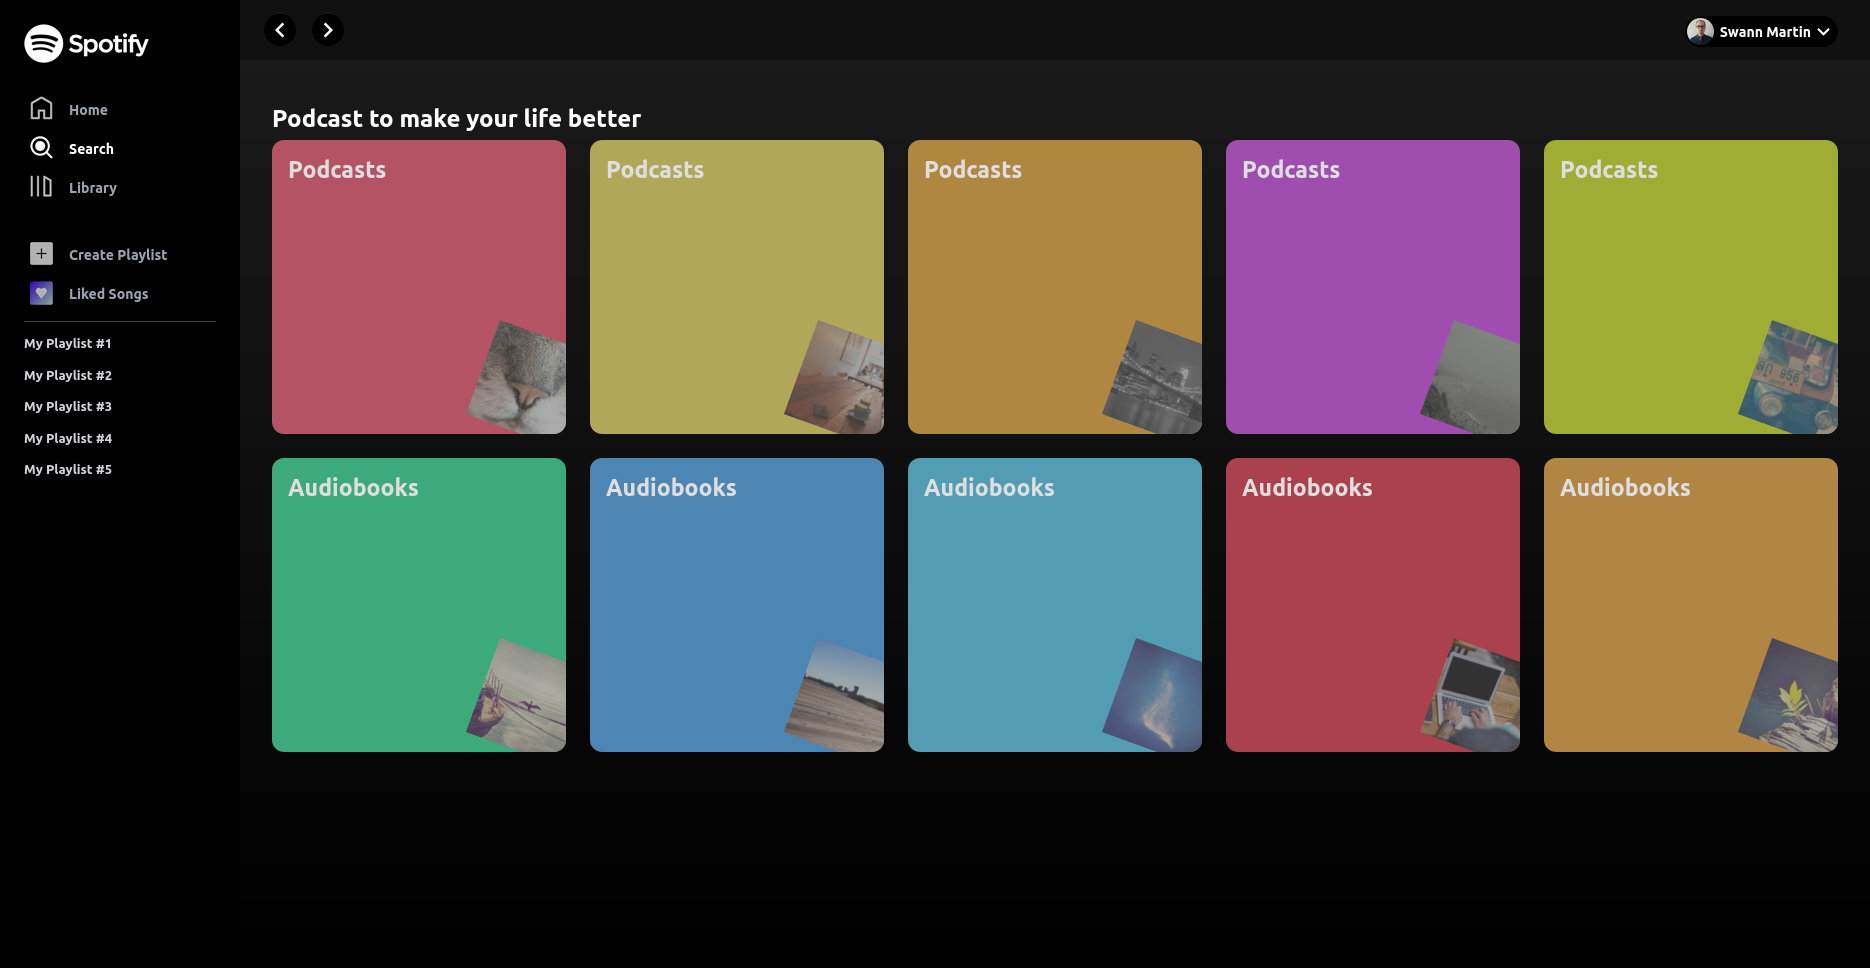 Spotify
Swann Martin
Home
Search
Library
Create Playlist
Liked Songs
My Playlist #1
My Playlist #2
My Playlist #3
My Playlist #4
My Playlist #5
Podcast to make your life better
Podcasts
Podcasts
Podcasts
Podcasts
Podcasts
956
Audiobooks
Audiobooks
Audiobooks
Audiobooks
Audiobooks